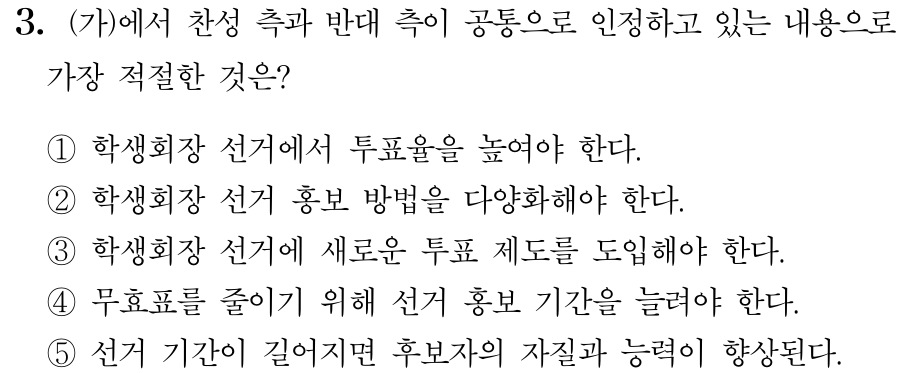 3. (가)에서 찬성 측과 반대 측이 공통으로 인정하고 있는 내용으로
가장 적절한 것은?
① 학생회장 선거에서 투표율을 높여야 한다.
② 학생회장 선거 홍보 방법을 다양화해야 한다.
③ 학생회장 선거에 새로운 투표 제도를 도입해야 한다.
④ 무효표를 줄이기 위해 선거 홍보 기간을 늘려야 한다.
⑤ 선거 기간이 길어지면 후보자의 자질과 능력이 향상된다.